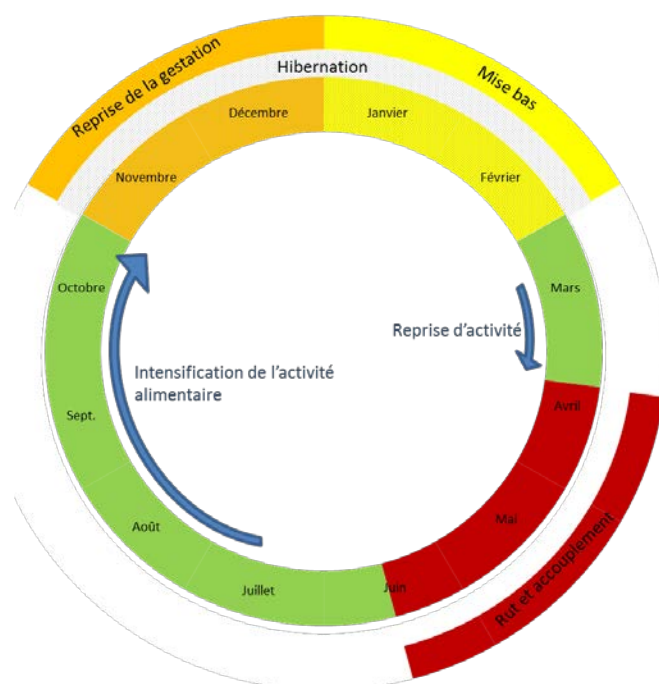 Reprise de la gestation
Hibernation
Mise bas
Décembre
Janvier
Novembre
Février
Octobre
Mars
Reprise d'activité
Intensification de l'activité
alimentaire
Sept.
Avril
Août
Mai
Juillet
Juin
Rut et accouplement